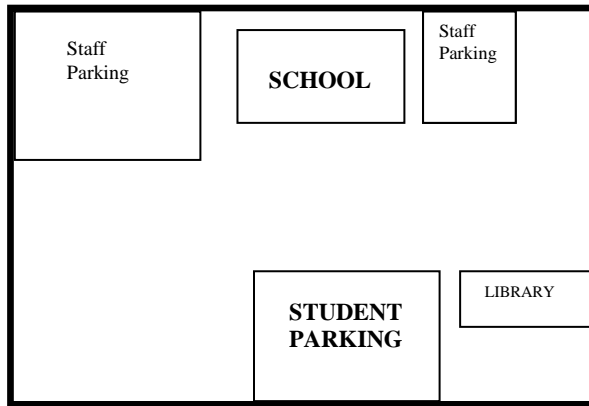 Staff
Parking
SCHOOL
Staff
Parking
STUDENT
PARKING
LIBRARY